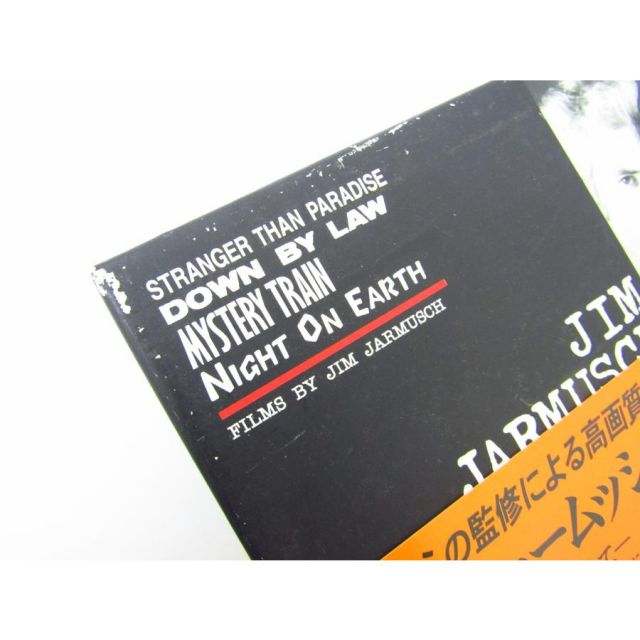 STRANGER THAN PARADISE
DOWN BY LAW
MYSTERY TRAIN
NIGHT ON EARTH
FILMS BY JIM JARMUSCH
JIM
JARMUSCH
の監修による高画質
ームッシ